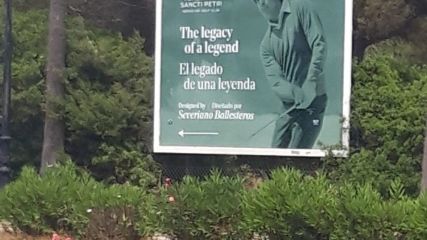 SANCTI PETRI
The legacy
of a legend
El legado
de una leyenda
Designed by | Diseñado por
Severiano Ballesteros